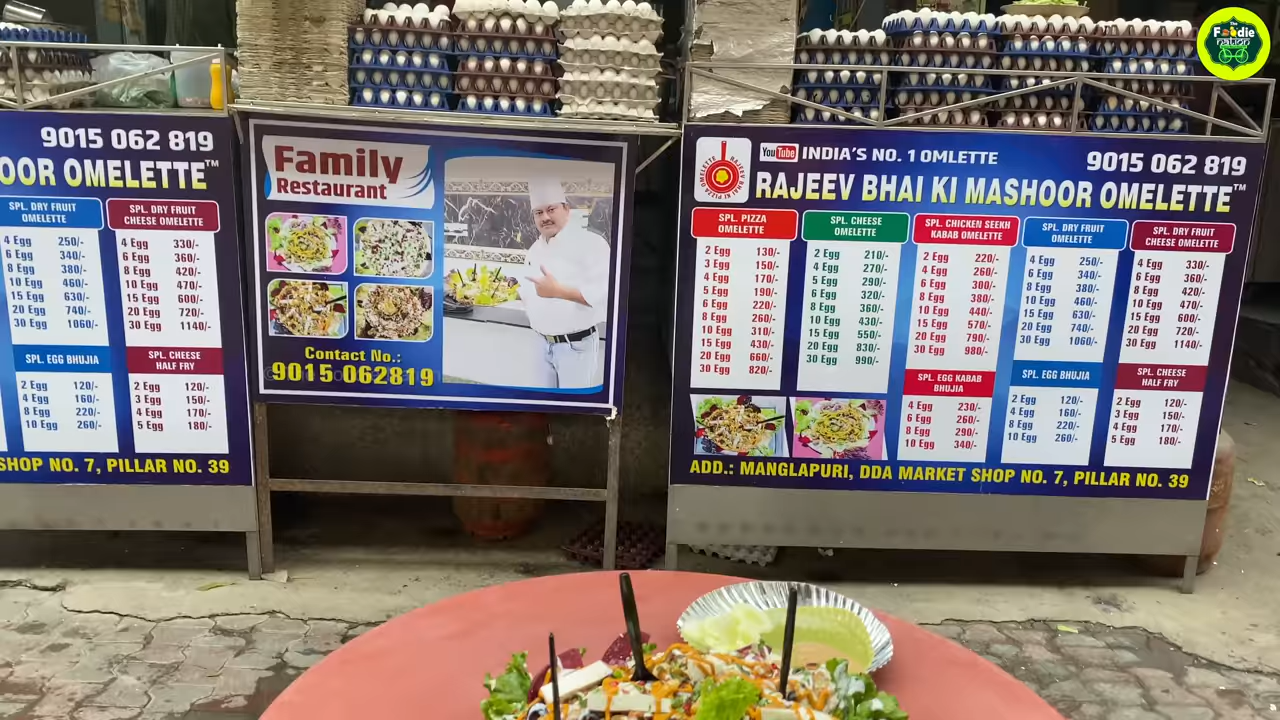 The Foodie nation
9015 062 819
OOR OMELETTE™
SPL. DRY FRUIT OMELETTE
4 Egg 250/-
6 Egg 340/-
8 Egg 380/-
10 Egg 460/-
15 Egg 630/-
20 Egg 740/-
30 Egg 1060/-
SPL. DRY FRUIT CHEESE OMELETTE
4 Egg 330/-
6 Egg 360/-
8 Egg 420/-
10 Egg 470/-
15 Egg 600/-
20 Egg 720/-
30 Egg 1140/-
SPL. EGG BHUJIA
2 Egg 120/-
4 Egg 160/-
8 Egg 220/-
10 Egg 260/-
SPL. CHEESE HALF FRY
2 Egg 120/-
3 Egg 150/-
4 Egg 170/-
5 Egg 180/-
SHOP NO. 7, PILLAR NO. 39
Family
Restaurant
Contact No.:
9015 062819
YouTube INDIA'S NO. 1 OMLETTE
9015 062 819
RAJEEV BHAI KI MASHOOR OMELETTE™
SPL. PIZZA OMELETTE
2 Egg 130/-
3 Egg 150/-
4 Egg 170/-
5 Egg 190/-
6 Egg 220/-
8 Egg 260/-
10 Egg 310/-
15 Egg 430/-
20 Egg 660/-
30 Egg 820/-
SPL. CHEESE OMELETTE
2 Egg 210/-
4 Egg 270/-
5 Egg 290/-
6 Egg 320/-
8 Egg 360/-
10 Egg 430/-
15 Egg 550/-
20 Egg 830/-
30 Egg 990/-
SPL. CHICKEN SEEKH KABAB OMELETTE
2 Egg 220/-
4 Egg 260/-
6 Egg 300/-
8 Egg 380/-
10 Egg 440/-
15 Egg 570/-
20 Egg 790/-
30 Egg 980/-
SPL. EGG KABAB BHUJIA
4 Egg 230/-
6 Egg 260/-
8 Egg 290/-
10 Egg 340/-
SPL. DRY FRUIT OMELETTE
4 Egg 250/-
6 Egg 340/-
8 Egg 380/-
10 Egg 460/-
15 Egg 630/-
20 Egg 740/-
30 Egg 1060/-
SPL. EGG BHUJIA
2 Egg 120/-
4 Egg 160/-
8 Egg 220/-
10 Egg 260/-
SPL. DRY FRUIT CHEESE OMELETTE
4 Egg 330/-
6 Egg 360/-
8 Egg 420/-
10 Egg 470/-
15 Egg 600/-
20 Egg 720/-
30 Egg 1140/-
SPL. CHEESE HALF FRY
2 Egg 120/-
3 Egg 150/-
4 Egg 170/-
5 Egg 180/-
ADD.: MANGLAPURI, DDA MARKET SHOP NO. 7, PILLAR NO. 39